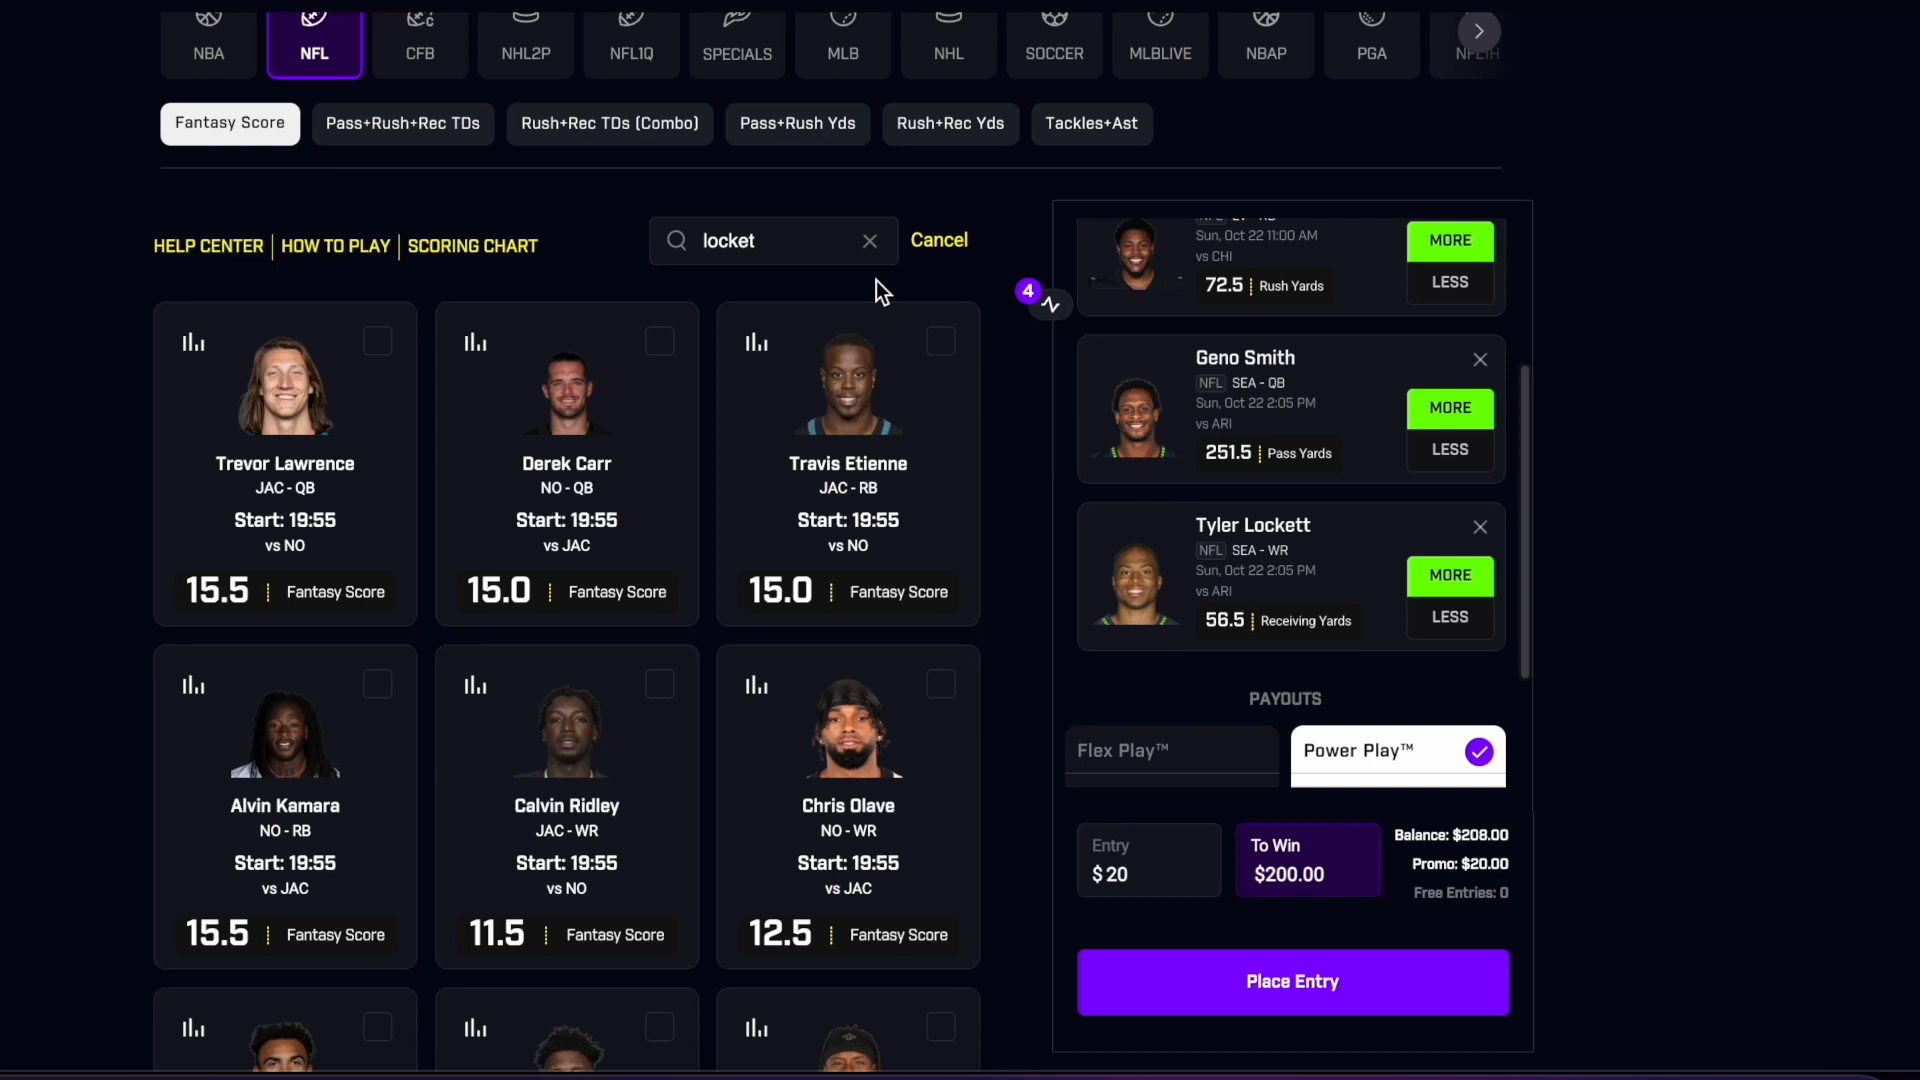 NBA
NFL
CFB
NHL2P
NFL1Q
SPECIALS
MLB
NHL
SOCCER
MLBLIVE
NBAP
PGA
Fantasy Score
Pass+Rush+Rec TDs
Rush+Rec TDs (Combo)
Pass+Rush Yds
Rush+Rec Yds
Tackles+Ast
HELP CENTER
HOW TO PLAY
SCORING CHART
locket
Cancel
Trevor Lawrence
JAC - QB
Start: 19:55
vs NO
15.5
Fantasy Score
Derek Carr
NO - QB
Start: 19:55
vs JAC
15.0
Fantasy Score
Travis Etienne
JAC - RB
Start: 19:55
vs NO
15.0
Fantasy Score
Alvin Kamara
NO - RB
Start: 19:55
vs JAC
15.5
Fantasy Score
Calvin Ridley
JAC - WR
Start: 19:55
vs NO
11.5
Fantasy Score
Chris Olave
NO - WR
Start: 19:55
vs JAC
12.5
Fantasy Score
4
Sun, Oct 22 11:00 AM
vs CHI
72.5 Rush Yards
MORE
LESS
Geno Smith
NFL SEA - QB
Sun, Oct 22 2:05 PM
vs ARI
251.5 Pass Yards
MORE
LESS
Tyler Lockett
NFL SEA - WR
Sun, Oct 22 2:05 PM
vs ARI
56.5 Receiving Yards
MORE
LESS
PAYOUTS
Flex Play™
Power Play™
Entry
$ 20
To Win
$200.00
Balance: $208.00
Promo: $20.00
Free Entries: 0
Place Entry